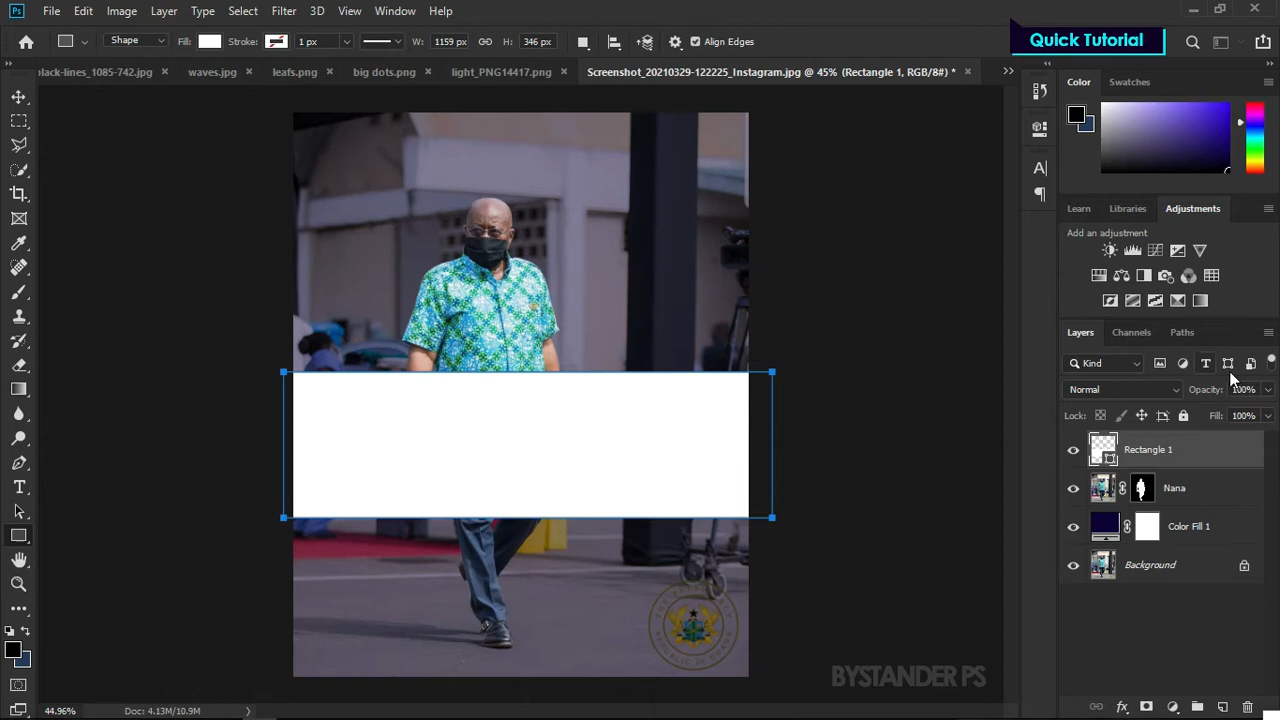 Ps File Edit Image Layer Type Select Filter 3D View Window Help
Quick Tutorial
Shape Fill: Stroke: 1 px W: 1159 px H: 346 px Align Edges
black-lines_1085-742.jpg × waves.jpg × leafs.png × big dots.png × light_PNG14417.png × Screenshot_20210329-122225_Instagram.jpg @ 45% (Rectangle 1, RGB/8#) * ×
Color Swatches
Learn Libraries Adjustments
Add an adjustment
Layers Channels Paths
Kind
Normal Opacity: 100%
Lock: Fill: 100%
Rectangle 1
Nana
Color Fill 1
Background
BYSTANDER PS
44.96% Doc: 4.13M/10.9M